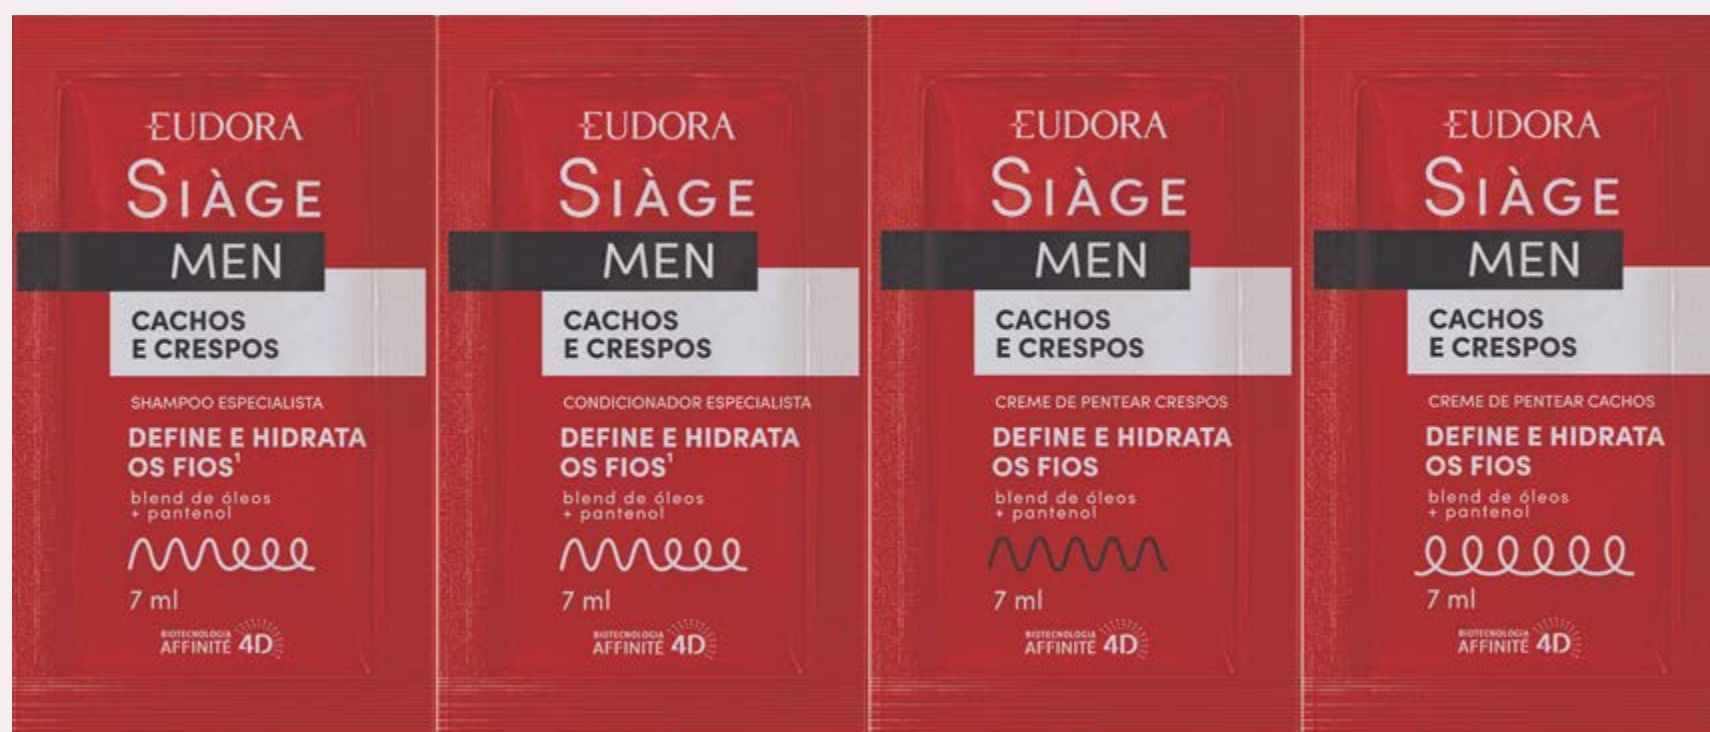 EUDORA
SIÀGE
MEN
CACHOS
E CRESPOS
SHAMPOO ESPECIALISTA
DEFINE E HIDRATA
OS FIOS¹
blend de óleos
+ pantenol
7 ml
BIOTECNOLOGIA
AFFINITÉ 4D
EUDORA
SIÀGE
MEN
CACHOS
E CRESPOS
CONDICIONADOR ESPECIALISTA
DEFINE E HIDRATA
OS FIOS¹
blend de óleos
+ pantenol
7 ml
BIOTECNOLOGIA
AFFINITÉ 4D
EUDORA
SIÀGE
MEN
CACHOS
E CRESPOS
CREME DE PENTEAR CRESPOS
DEFINE E HIDRATA
OS FIOS
blend de óleos
+ pantenol
7 ml
BIOTECNOLOGIA
AFFINITÉ 4D
EUDORA
SIÀGE
MEN
CACHOS
E CRESPOS
CREME DE PENTEAR CACHOS
DEFINE E HIDRATA
OS FIOS
blend de óleos
+ pantenol
7 ml
BIOTECNOLOGIA
AFFINITÉ 4D